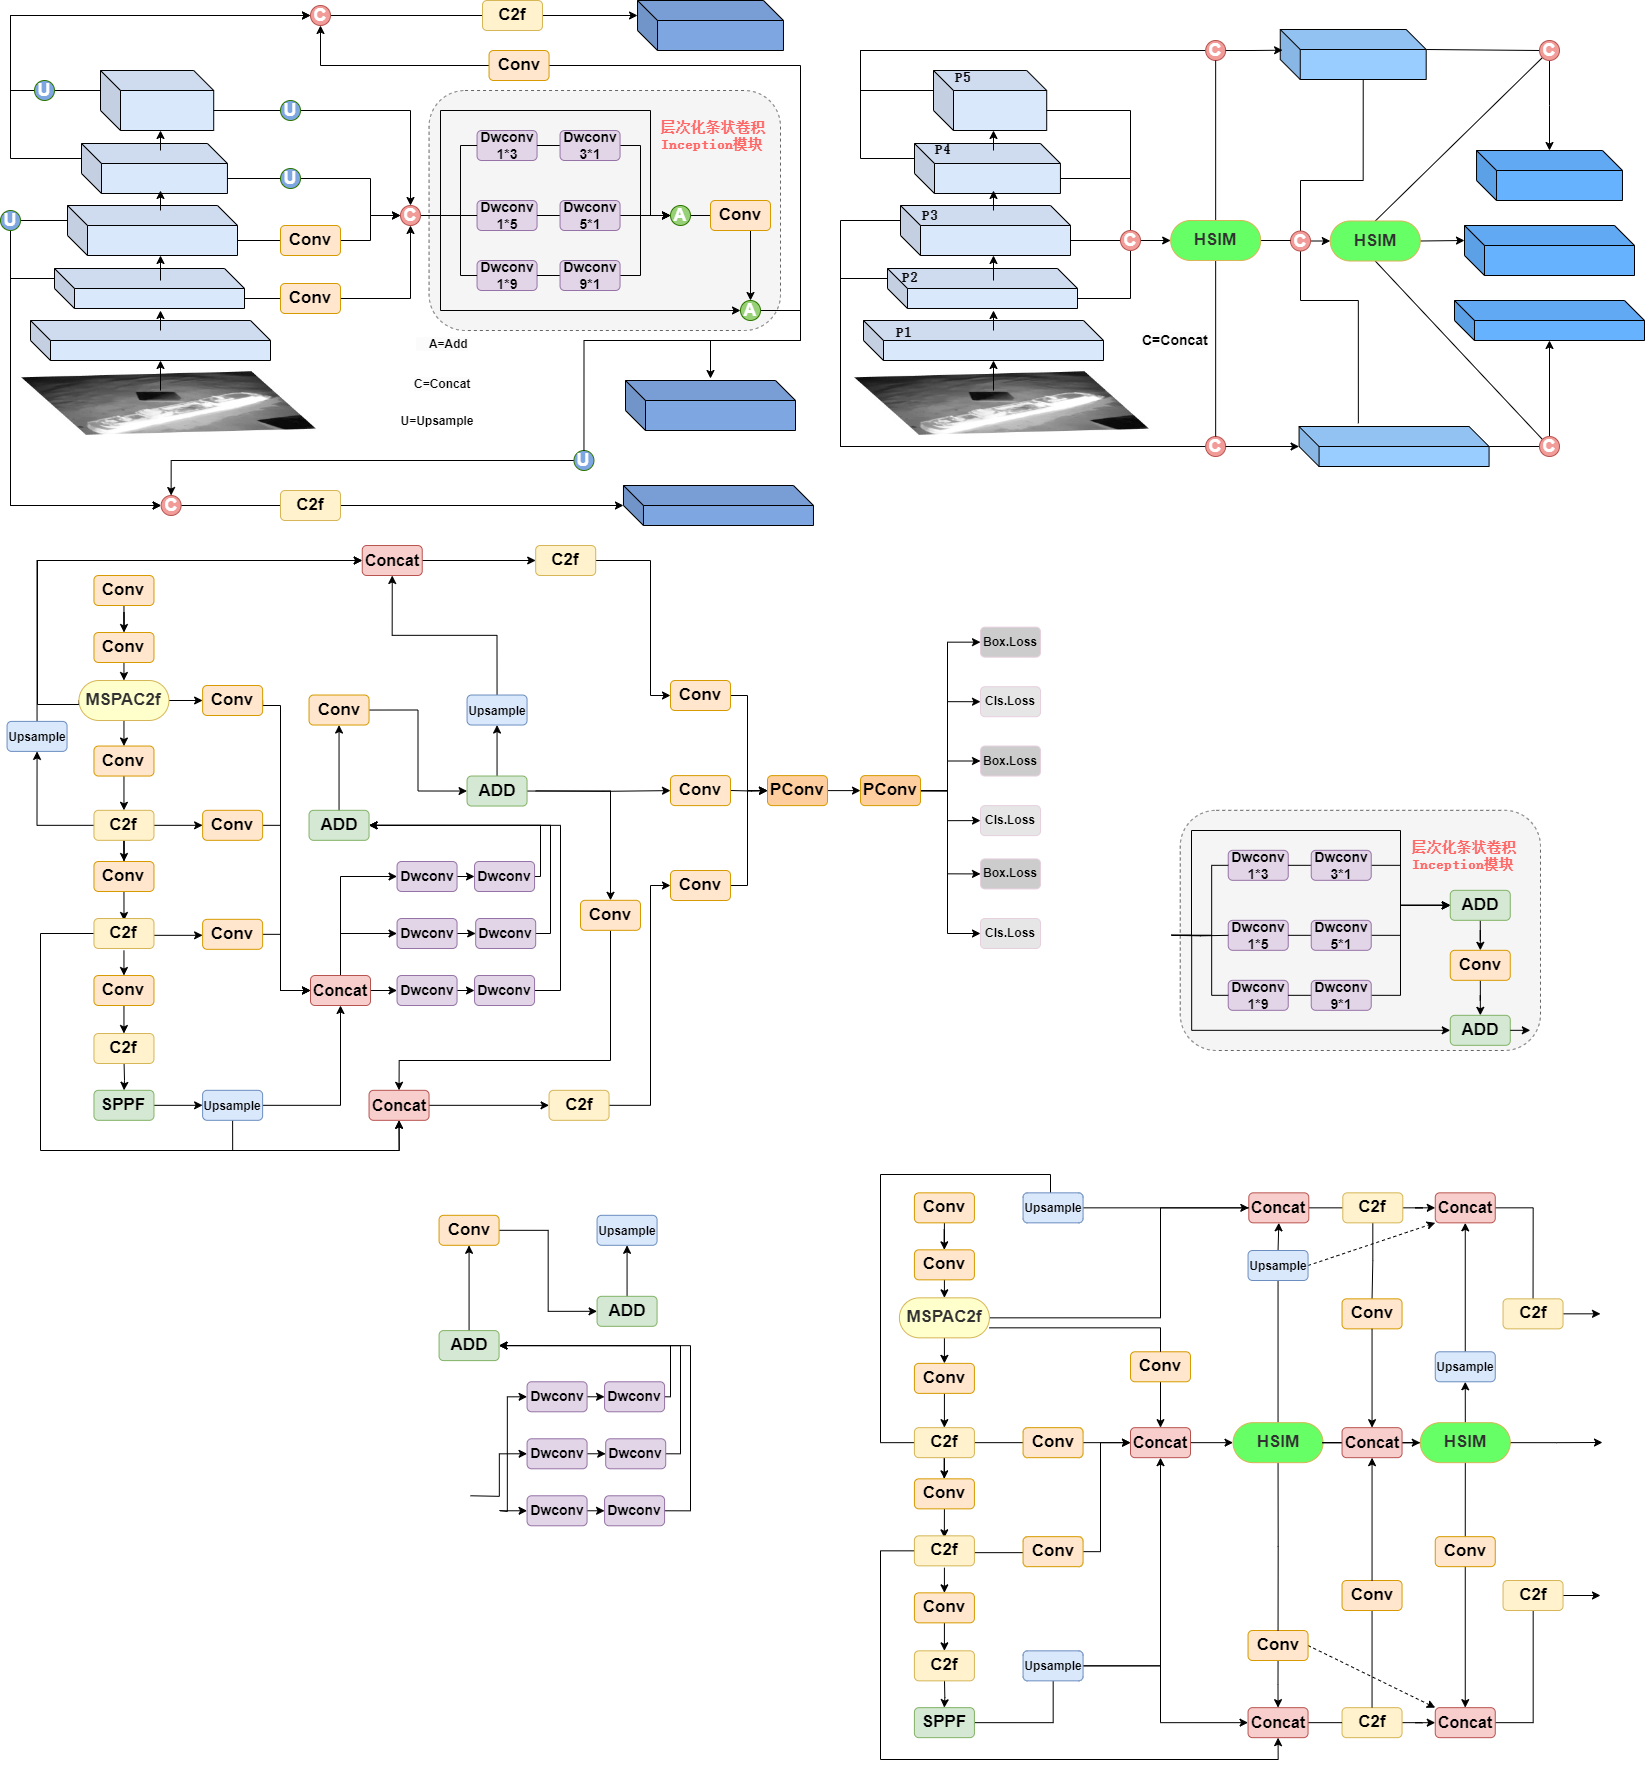 C
C2f
Conv
U
U
Dwconv
1*3
Dwconv
3*1
层次化条状卷积
Inception模块
U
U
C
Dwconv
1*5
Dwconv
5*1
A
Conv
Conv
Dwconv
1*9
Dwconv
9*1
Conv
A
A=Add
C=Concat
U=Upsample
U
C
C2f
C
C
P5
P4
P3
P2
P1
C
HSIM
C
HSIM
C=Concat
C
C
Concat
C2f
Conv
Conv
MSPAC2f
Conv
Upsample
Conv
C2f
Conv
Conv
C2f
Conv
Conv
C2f
SPPF
Upsample
Conv
Upsample
ADD
ADD
Dwconv
Dwconv
Dwconv
Dwconv
Concat
Dwconv
Dwconv
Conv
Concat
C2f
Conv
Conv
Conv
PConv
PConv
Box.Loss
Cls.Loss
Box.Loss
Cls.Loss
Box.Loss
Cls.Loss
Dwconv
1*3
Dwconv
3*1
层次化条状卷积
Inception模块
ADD
Dwconv
1*5
Dwconv
5*1
Conv
Dwconv
1*9
Dwconv
9*1
ADD
Conv
Upsample
ADD
ADD
Dwconv
Dwconv
Dwconv
Dwconv
Dwconv
Dwconv
Conv
Upsample
Concat
C2f
Concat
Conv
Upsample
MSPAC2f
Conv
C2f
Conv
Conv
Upsample
C2f
Conv
Concat
HSIM
Concat
HSIM
Conv
C2f
Conv
Conv
Conv
Conv
C2f
Conv
C2f
Upsample
SPPF
Concat
C2f
Concat